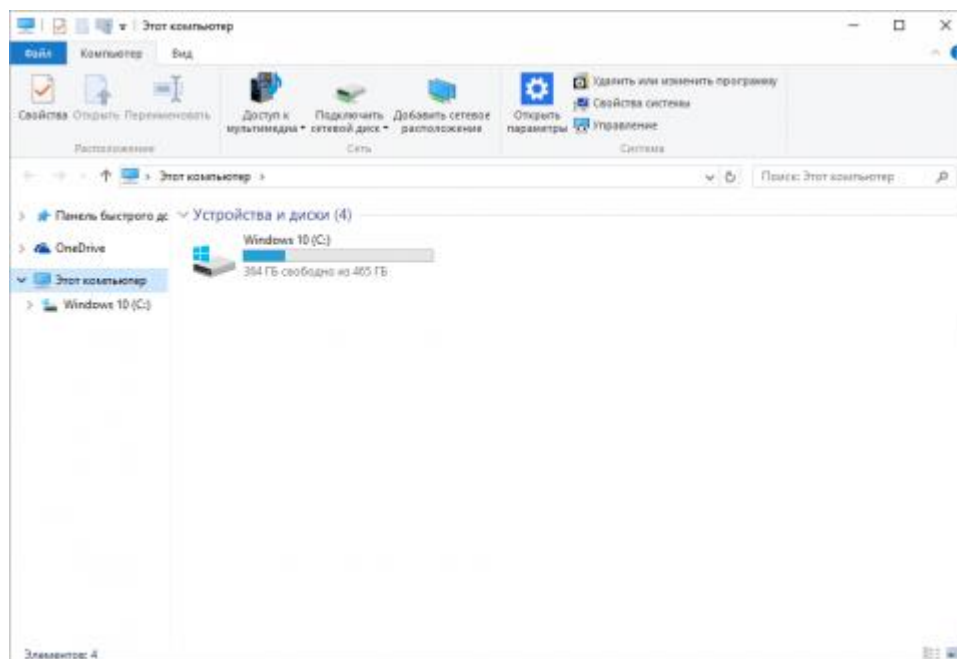 Этот компьютер
Файл Компьютер Вид
Свойства Открыть Переименовать
Доступ к мультимедиа
Подключить сетевой диск
Добавить сетевое расположение
Открыть параметры
Удалить или изменить программу
Свойства системы
Управление
Расположение Сеть Система
Этот компьютер
Поиск: Этот компьютер
Панель быстрого дс
OneDrive
Этот компьютер
Windows 10 (C:)
Устройства и диски (4)
Windows 10 (C:)
384 ГБ свободно из 465 ГБ
Элементов: 4